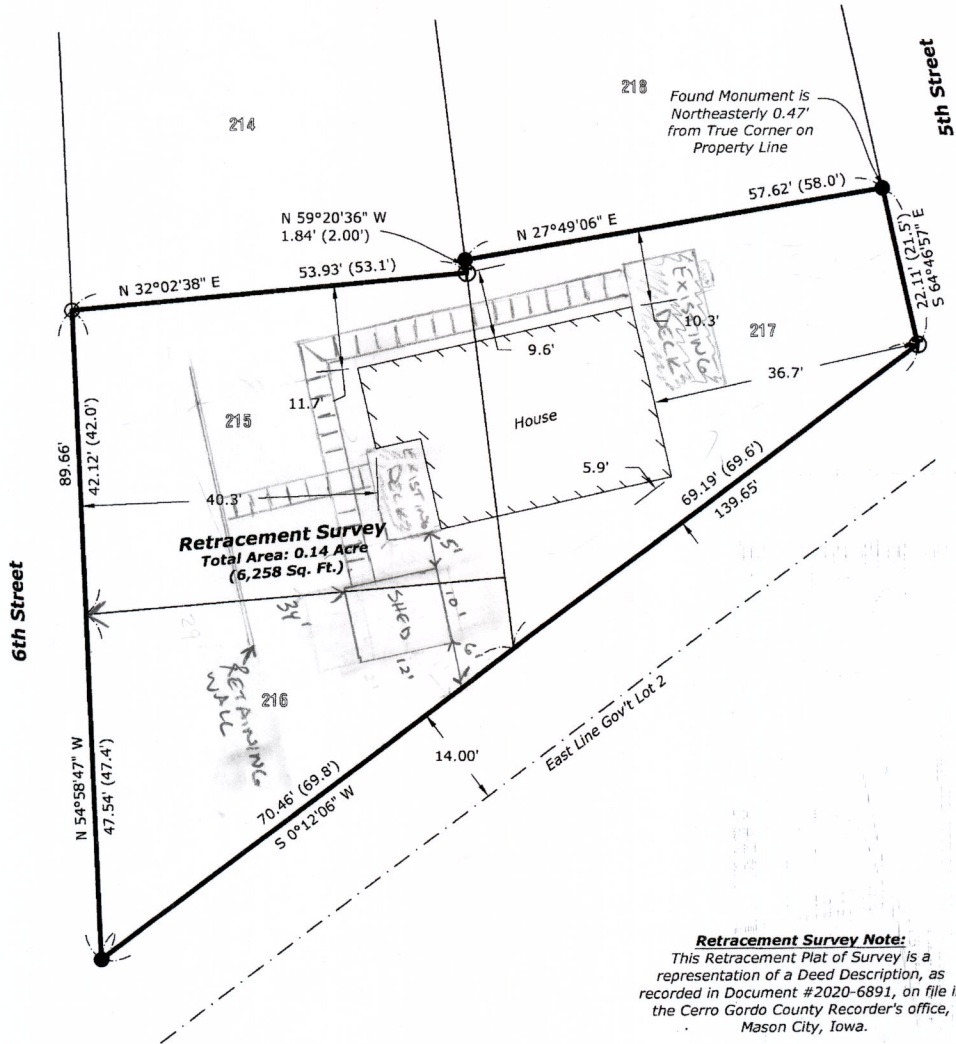 5th Street
218
214
Found Monument is
Northeasterly 0.47'
from True Corner on
Property Line
57.62' (58.0')
N 59°20'36" W
1.84' (2.00')
N 27°49'06" E
22.11' (21.5')
S 64°46'57" E
N 32°02'38" E
53.93' (53.1')
EXISTING
DECK
10.3'
217
9.6'
36.7'
11.7'
House
215
89.66'
42.12' (42.0')
5.9'
69.19' (69.6')
139.65'
40.3'
EXISTING
DECK
Retracement Survey
Total Area: 0.14 Acre
(6,258 Sq. Ft.)
5'
34'
SHED
10'
12'
6'
6th Street
RETAINING
WALL
216
East Line Gov't Lot 2
14.00'
N 54°58'47" W
47.54' (47.4')
70.46' (69.8')
S 0°12'06" W
Retracement Survey Note:
This Retracement Plat of Survey is a
representation of a Deed Description, as
recorded in Document #2020-6891, on file i
the Cerro Gordo County Recorder's office,
Mason City, Iowa.